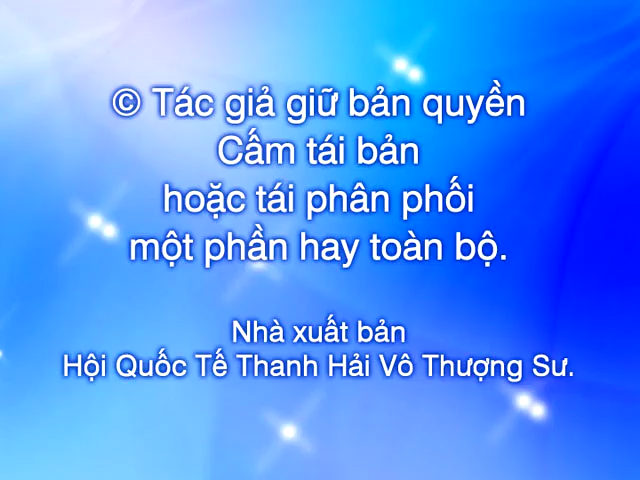 © Tác giả giữ bản quyền
Cấm tái bản
hoặc tái phân phối
một phần hay toàn bộ.
Nhà xuất bản
Hội Quốc Tế Thanh Hải Vô Thượng Sư.